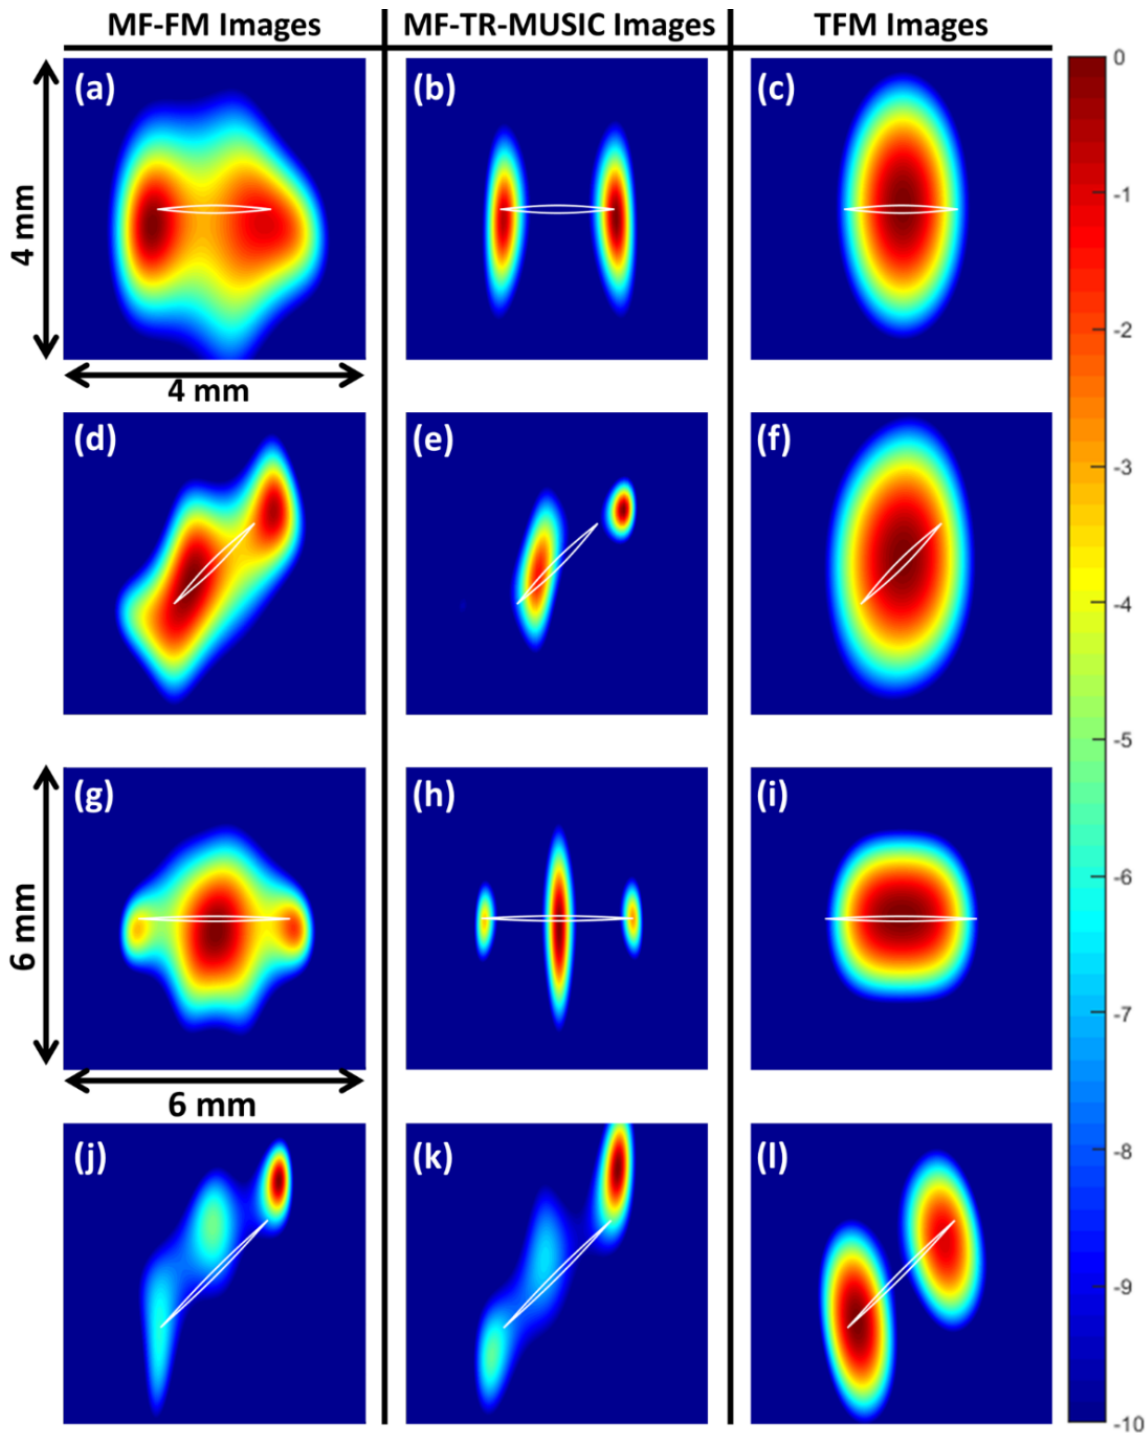 MF-FM Images MF-TR-MUSIC Images TFM Images
(a) (b) (c) 0
-1
4 mm
-2
4 mm
(d) (e) (f)
-3
-4
-5
(g) (h) (i)
-6
6 mm
-7
6 mm
(j) (k) (l) -8
-9
-10